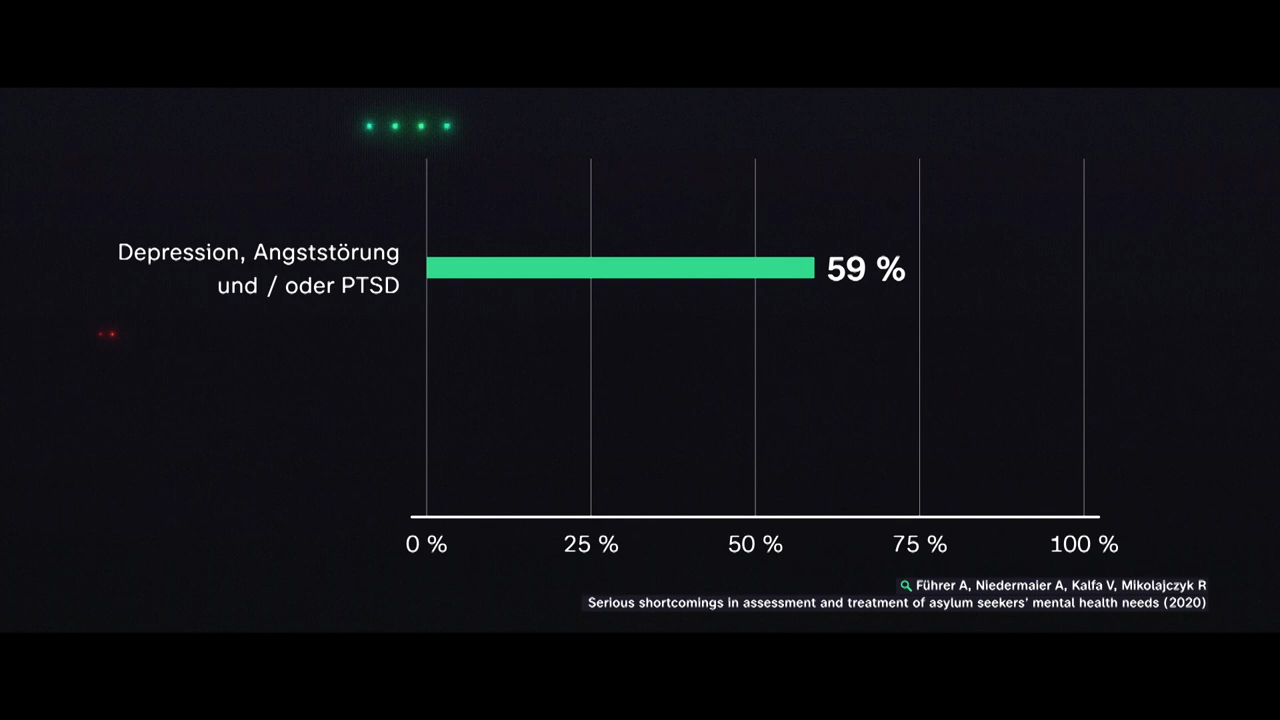 Depression, Angststörung
und / oder PTSD
59 %
0 %
25 %
50 %
75 %
100 %
Führer A, Niedermaier A, Kalfa V, Mikolajczyk R
Serious shortcomings in assessment and treatment of asylum seekers' mental health needs (2020)